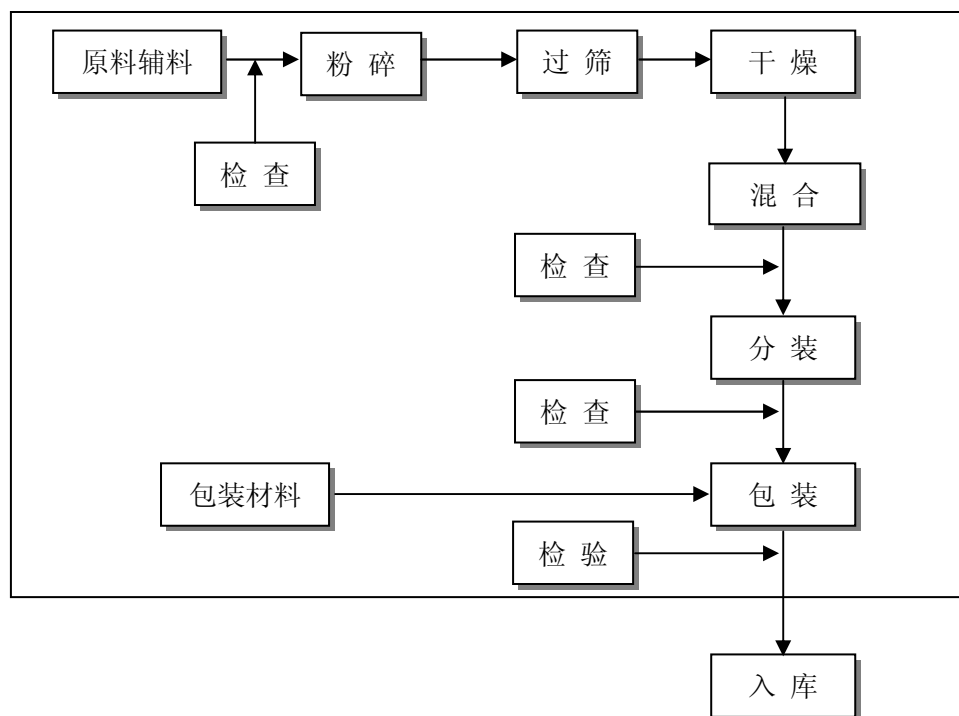 原料辅料
粉 碎
过 筛
干 燥
检 查
混 合
检 查
分 装
检 查
包装材料
包 装
检 验
入 库